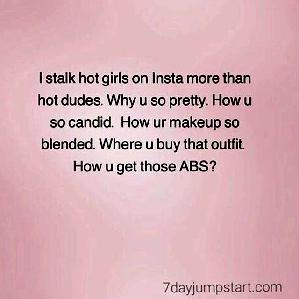 I stalk hot girls on Insta more than
hot dudes. Why u so pretty. How u
so candid. How ur makeup so
blended. Where u buy that outfit.
How u get those ABS?
7dayjumpstart.com